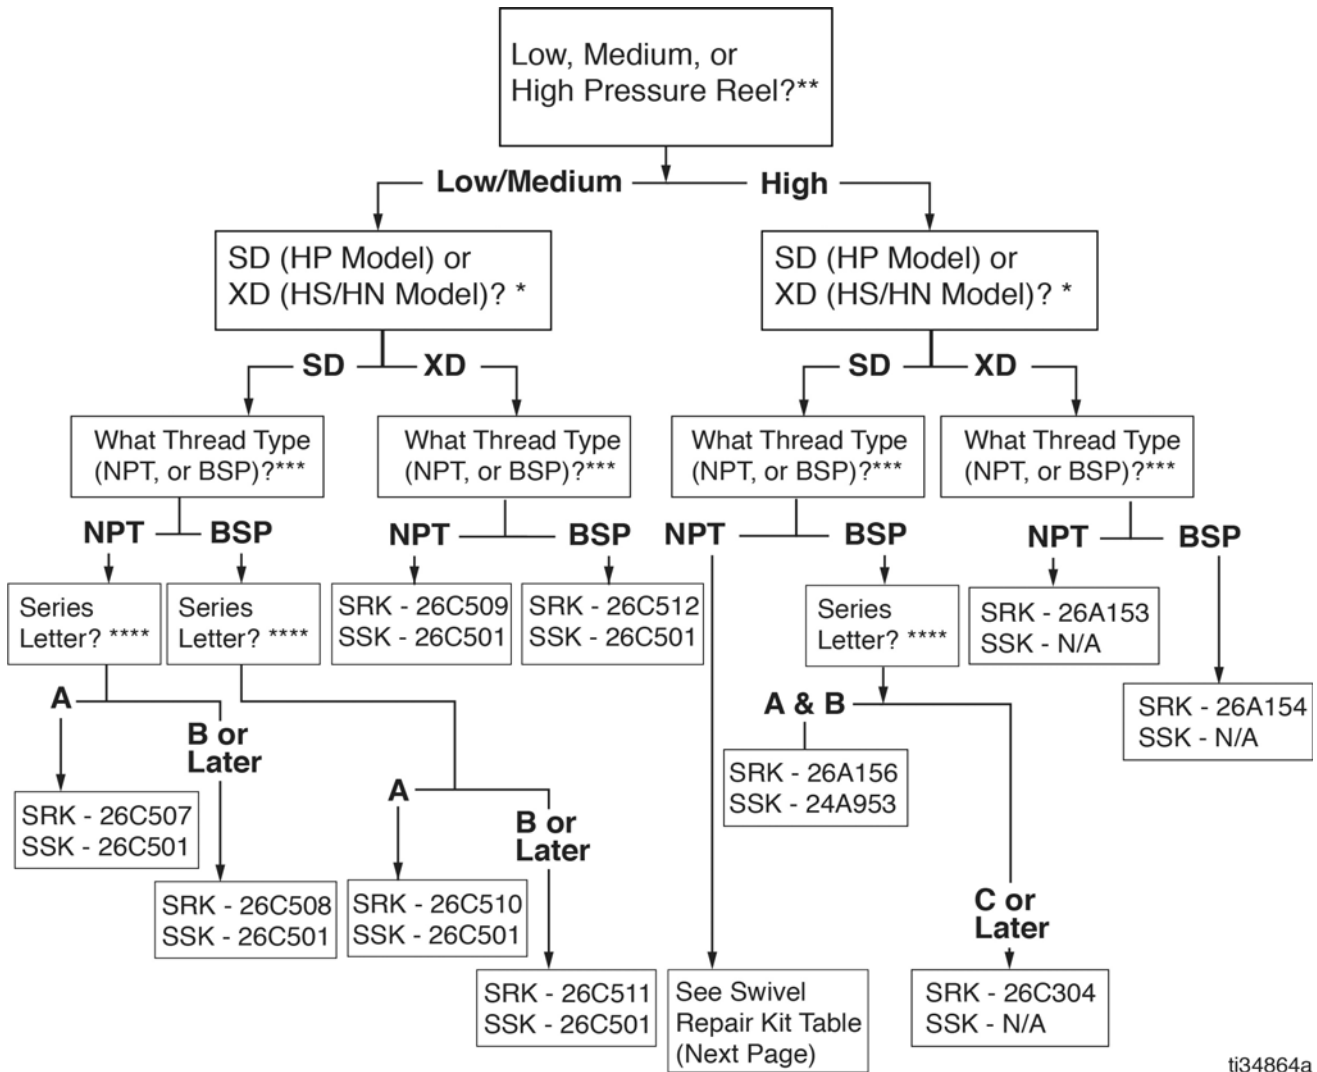 Low, Medium, or
High Pressure Reel?**
Low/Medium
High
SD (HP Model) or
XD (HS/HN Model)? *
SD (HP Model) or
XD (HS/HN Model)? *
SD
XD
SD
XD
What Thread Type
(NPT, or BSP)?***
What Thread Type
(NPT, or BSP)?***
What Thread Type
(NPT, or BSP)?***
What Thread Type
(NPT, or BSP)?***
NPT
BSP
NPT
BSP
NPT
BSP
NPT
BSP
Series
Letter? ****
Series
Letter? ****
SRK - 26C509
SSK - 26C501
SRK - 26C512
SSK - 26C501
Series
Letter? ****
SRK - 26A153
SSK - N/A
SRK - 26A154
SSK - N/A
A
B or
Later
A & B
SRK - 26A156
SSK - 24A953
SRK - 26C507
SSK - 26C501
A
B or
Later
SRK - 26C508
SSK - 26C501
SRK - 26C510
SSK - 26C501
C or
Later
SRK - 26C511
SSK - 26C501
See Swivel
Repair Kit Table
(Next Page)
SRK - 26C304
SSK - N/A
ti34864a